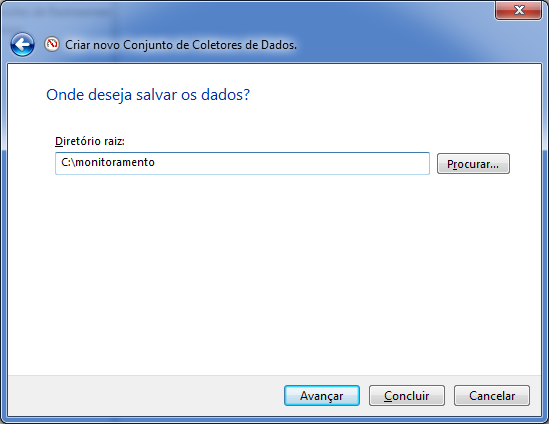 Criar novo Conjunto de Coletores de Dados.
Onde deseja salvar os dados?
Diretório raiz:
C:\monitoramento
Procurar...
Avançar
Concluir
Cancelar